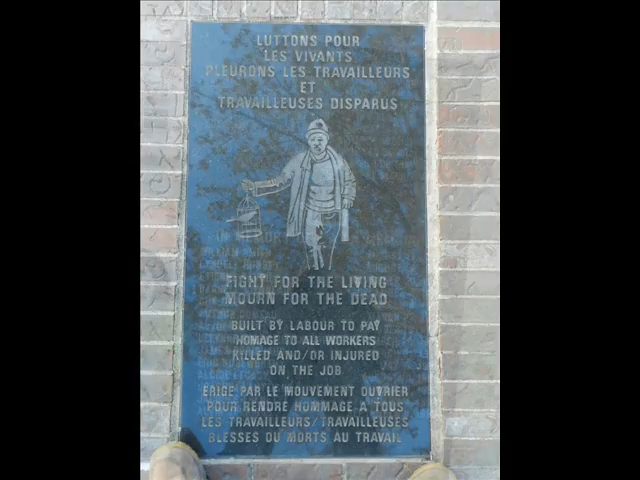 LUTTONS POUR
LES VIVANTS
PLEURONS LES TRAVAILLEURS
ET
TRAVAILLEUSES DISPARUS
FIGHT FOR THE LIVING
MOURN FOR THE DEAD
BUILT BY LABOUR TO PAY
HOMAGE TO ALL WORKERS
KILLED AND/OR INJURED
ON THE JOB
ERIGE PAR LE MOUVEMENT OUVRIER
POUR RENDRE HOMMAGE A TOUS
LES TRAVAILLEURS/TRAVAILLEUSES
BLESSES OU MORTS AU TRAVAIL